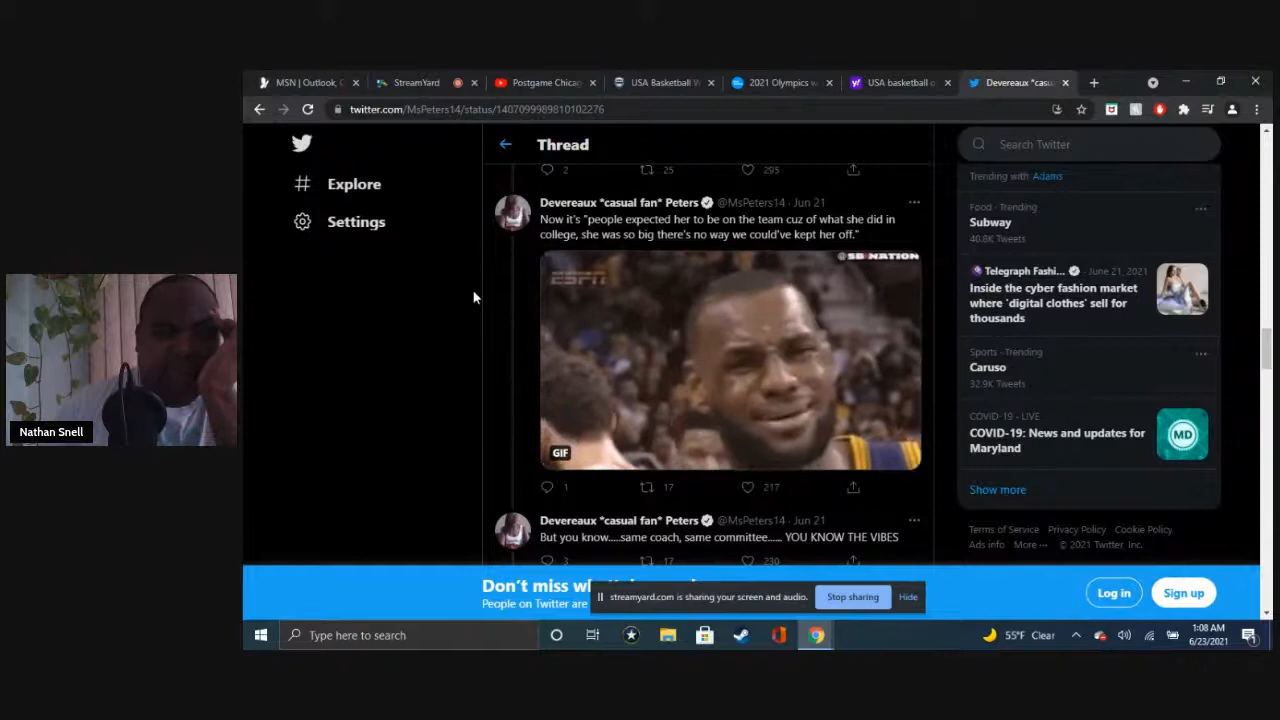 MSN | Outlook,
StreamYard
Postgame Chica
USA Basketball W
2021 Olympics w
USA basketball o
Devereaux *casu
twitter.com/MsPeters14/status/1407099989810102276
Explore
Settings
Thread
2 25 295
Devereaux *casual fan* Peters @MsPeters14 · Jun 21
Now it's "people expected her to be on the team cuz of what she did in
college, she was so big there's no way we could've kept her off."
ESPN
@SBNATION
GIF
1 17 217
Devereaux *casual fan* Peters @MsPeters14 · Jun 21
But you know.....same coach, same committee...... YOU KNOW THE VIBES
3 17 230
Search Twitter
Trending with Adams
Food · Trending
Subway
40.8K Tweets
Telegraph Fashi... · June 21, 2021
Inside the cyber fashion market
where 'digital clothes' sell for
thousands
Sports · Trending
Caruso
32.9K Tweets
COVID-19 · LIVE
COVID-19: News and updates for
Maryland
MD
Show more
Terms of Service Privacy Policy Cookie Policy
Ads info More ··· © 2021 Twitter, Inc.
Don't miss
People on Twitter are
streamyard.com is sharing your screen and audio.
Stop sharing
Hide
Log in
Sign up
Type here to search
55°F Clear
1:08 AM
6/23/2021
Nathan Snell